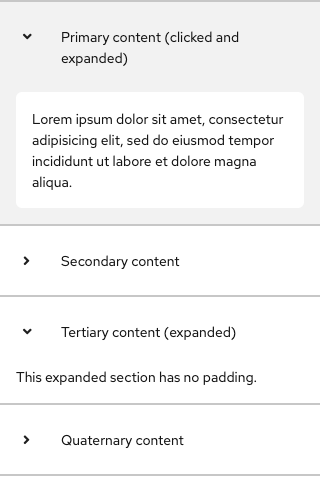 Primary content (clicked and
expanded)
Lorem ipsum dolor sit amet, consectetur
adipisicing elit, sed do eiusmod tempor
incididunt ut labore et dolore magna
aliqua.
Secondary content
Tertiary content (expanded)
This expanded section has no padding.
Quaternary content